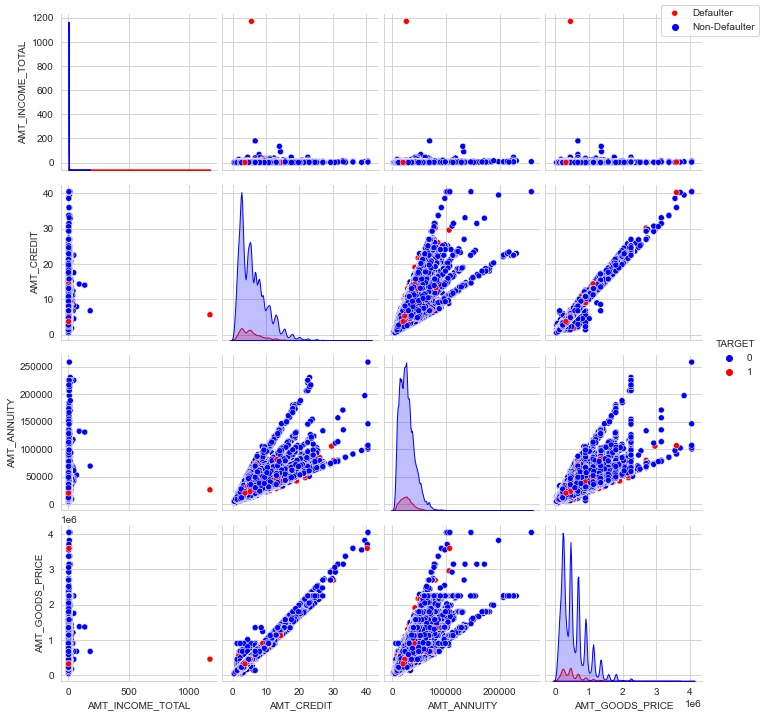 Defaulter
Non-Defaulter
1200
1000
800
600
400
200
0
AMT_INCOME_TOTAL
40
30
20
10
0
AMT_CREDIT
TARGET
0
1
250000
200000
150000
100000
50000
0
AMT_ANNUITY
1e6
4
3
2
1
0
AMT_GOODS_PRICE
0 500 1000
AMT_INCOME_TOTAL
0 10 20 30 40
AMT_CREDIT
0 100000 200000
AMT_ANNUITY
0 1 2 3 4
1e6
AMT_GOODS_PRICE